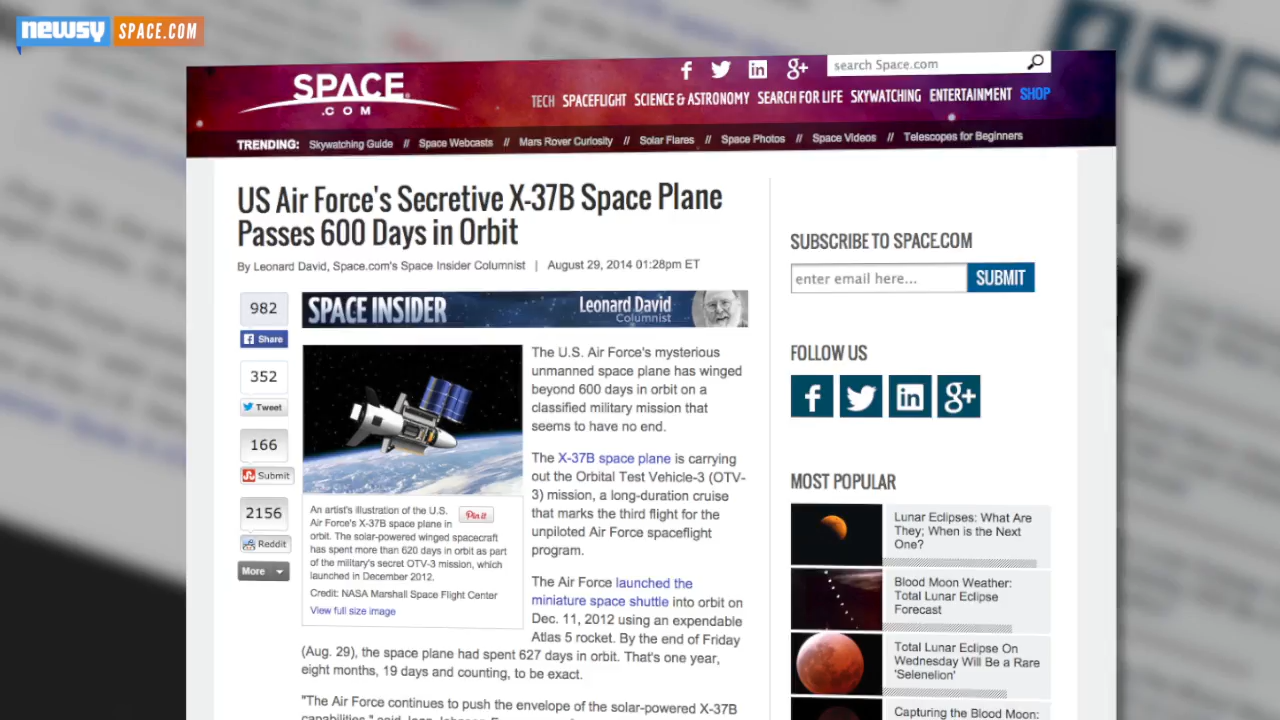 newsy SPACE.COM
SPACE
.COM
search Space.com
TECH SPACEFLIGHT SCIENCE & ASTRONOMY SEARCH FOR LIFE SKYWATCHING ENTERTAINMENT SHOP
TRENDING: Skywatching Guide // Space Webcasts // Mars Rover Curiosity // Solar Flares // Space Photos // Space Videos // Telescopes for Beginners
US Air Force's Secretive X-37B Space Plane
Passes 600 Days in Orbit
By Leonard David, Space.com's Space Insider Columnist | August 29, 2014 01:28pm ET
982
Share
352
Tweet
166
Submit
2156
Reddit
More
SPACE INSIDER
Leonard David
Columnist
An artist's illustration of the U.S.
Air Force's X-37B space plane in
orbit. The solar-powered winged spacecraft
has spent more than 620 days in orbit as part
of the military's secret OTV-3 mission, which
launched in December 2012.
Pin it
Credit: NASA Marshall Space Flight Center
View full size image
The U.S. Air Force's mysterious
unmanned space plane has winged
beyond 600 days in orbit on a
classified military mission that
seems to have no end.
The X-37B space plane is carrying
out the Orbital Test Vehicle-3 (OTV-
3) mission, a long-duration cruise
that marks the third flight for the
unpiloted Air Force spaceflight
program.
The Air Force launched the
miniature space shuttle into orbit on
Dec. 11, 2012 using an expendable
Atlas 5 rocket. By the end of Friday
(Aug. 29), the space plane had spent 627 days in orbit. That's one year,
eight months, 19 days and counting, to be exact.
"The Air Force continues to push the envelope of the solar-powered X-37B
SUBSCRIBE TO SPACE.COM
enter email here... SUBMIT
FOLLOW US
MOST POPULAR
Lunar Eclipses: What Are
They; When is the Next
One?
Blood Moon Weather:
Total Lunar Eclipse
Forecast
Total Lunar Eclipse On
Wednesday Will Be a Rare
'Selenelion'
Capturing the Blood Moon: